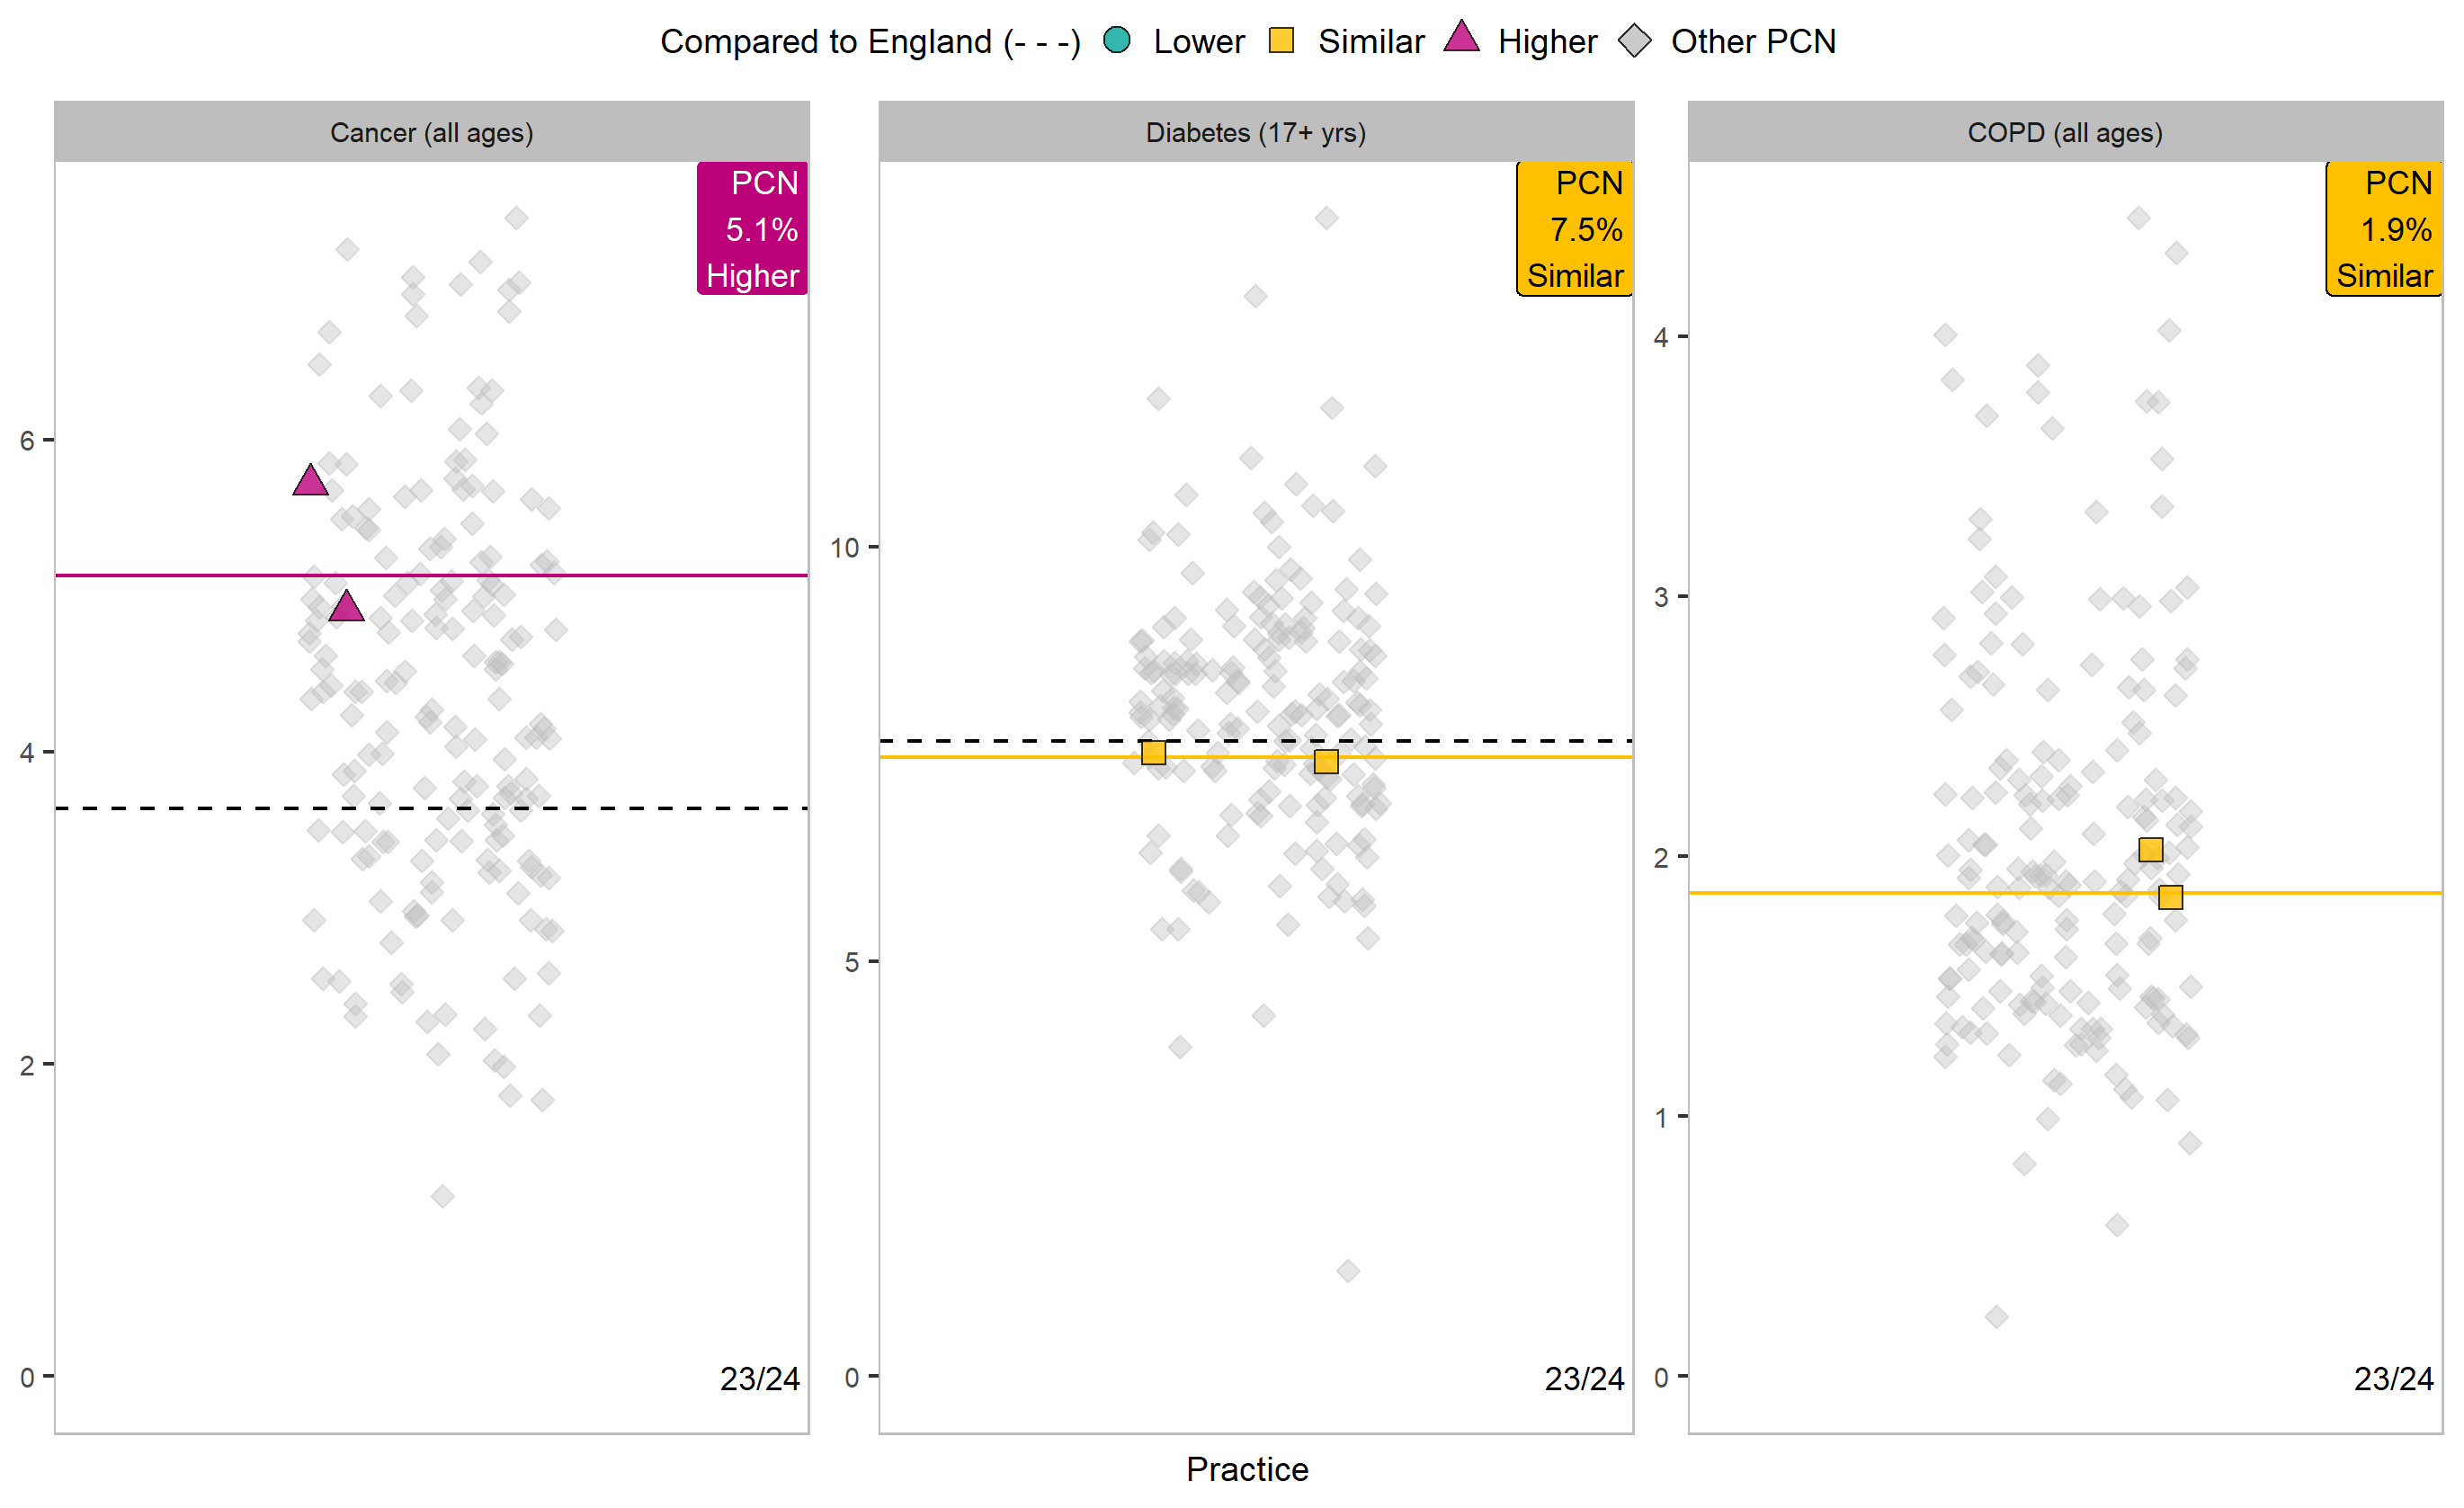 Compared to England (- - -) Lower Similar Higher Other PCN
Cancer (all ages)
PCN
5.1%
Higher
6
4
2
0
23/24
Diabetes (17+ yrs)
PCN
7.5%
Similar
10
5
0
23/24
COPD (all ages)
PCN
1.9%
Similar
4
3
2
1
0
23/24
Practice